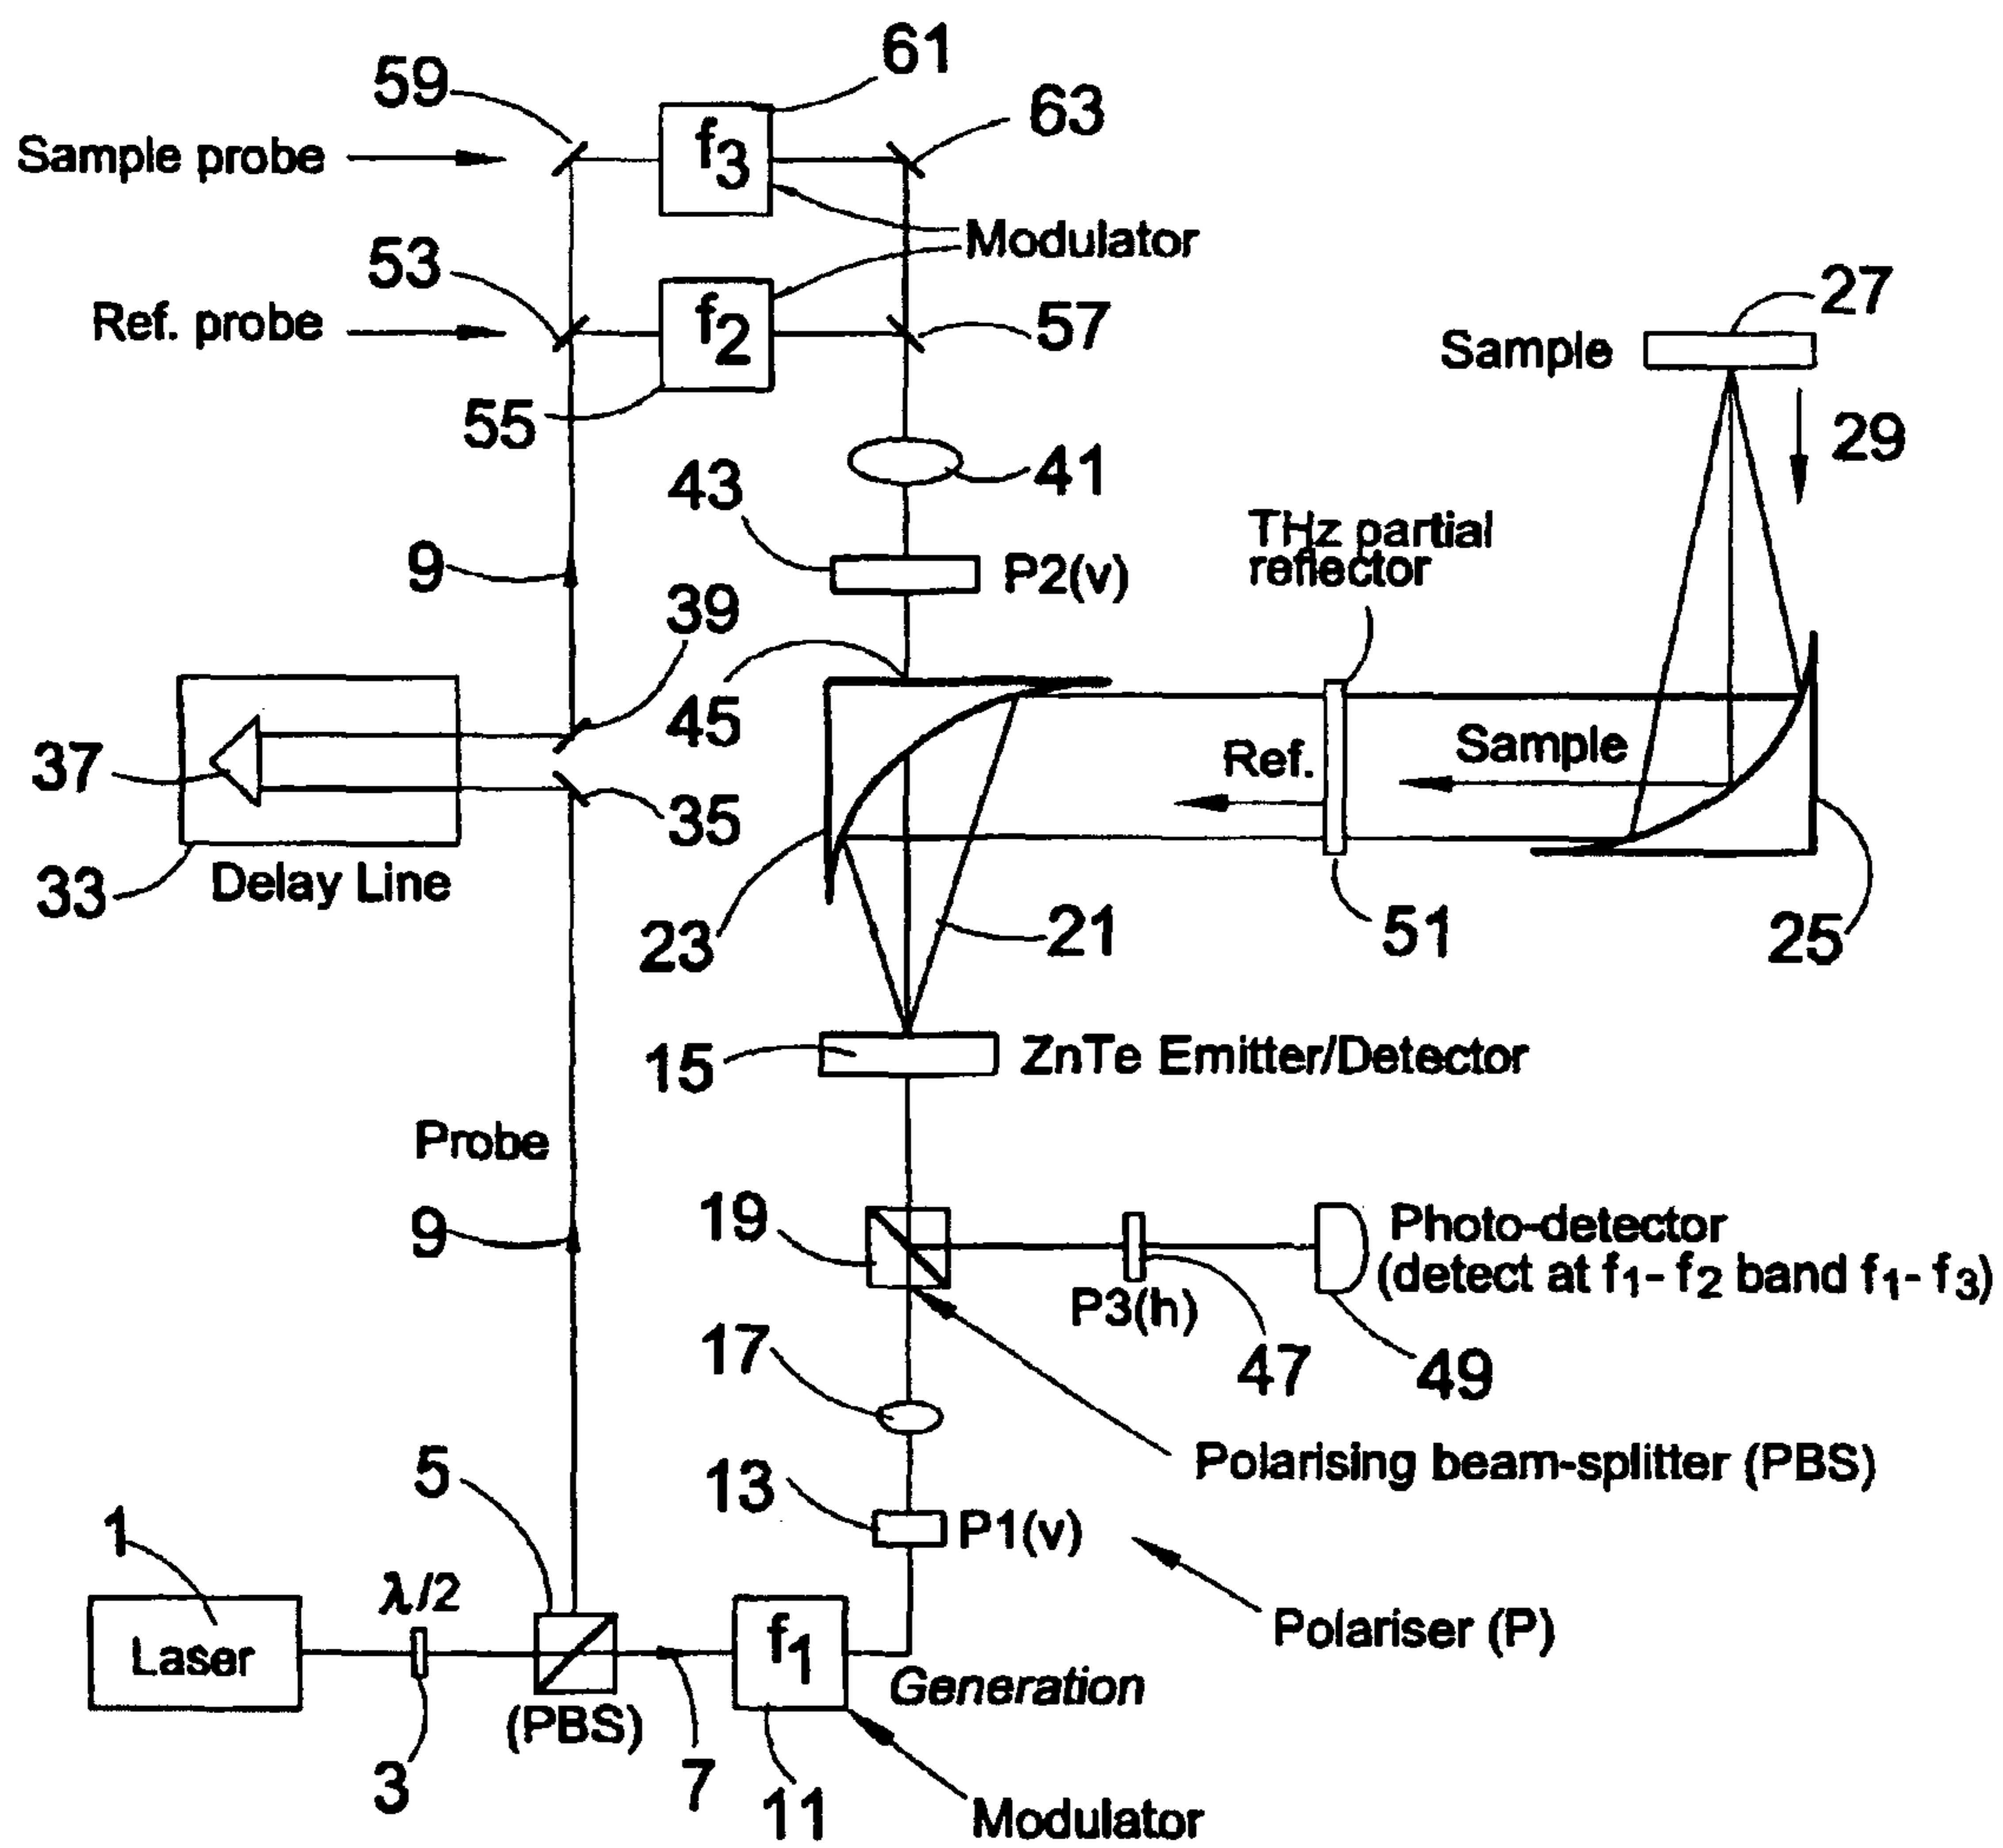 61
59
63
Sample probe
f3
Modulator
53
Ref. probe
f2
57
27
Sample
55
41
29
43
P2(v)
THz partial
reflector
9
39
45
37
Ref.
Sample
35
33
Delay Line
23
21
51
25
15
ZnTe Emitter/Detector
Probe
9
19
Photo-detector
(detect at f1- f2 band f1- f3)
P3(h)
47
49
17
Polarising beam-splitter (PBS)
5
13
P1(v)
1
λ/2
f1
Laser
Polariser (P)
Generation
(PBS)
3
7
11
Modulator